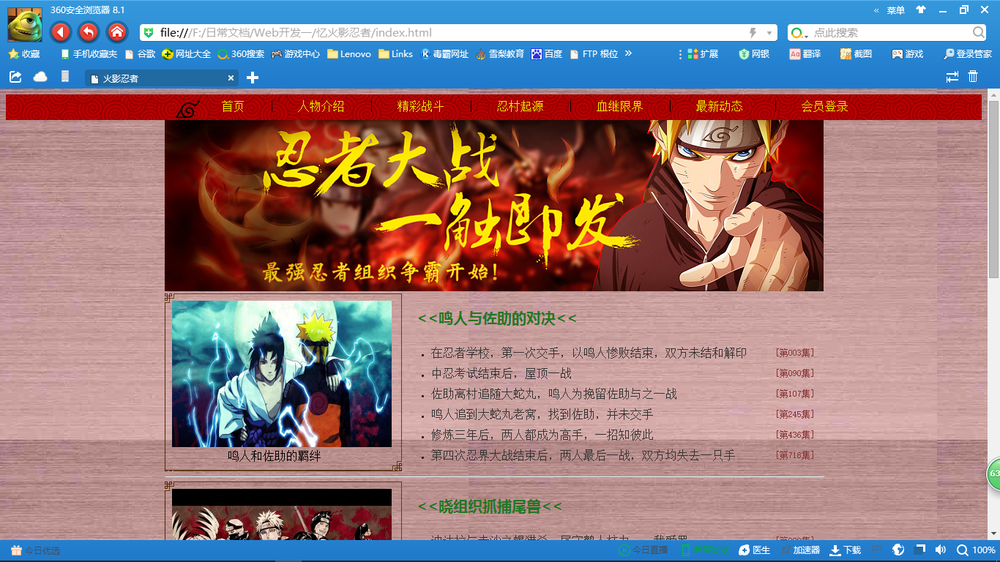 360安全浏览器 8.1
« 菜单
file:///F:/日常文档/Web开发一/忆火影忍者/index.html
点此搜索
收藏 手机收藏夹 谷歌 网址大全 360搜索 游戏中心 Lenovo Links 毒霸网址 雪梨教育 百度 FTP 根位 » 扩展 网银 翻译 截图 游戏 登录管家
火影忍者
首页 人物介绍 精彩战斗 忍村起源 血继限界 最新动态 会员登录
忍者大战
一触即发
最强忍者组织争霸开始!
<<鸣人与佐助的对决<<
在忍者学校，第一次交手，以鸣人惨败结束，双方未结和解印 [第003集]
中忍考试结束后，屋顶一战 [第090集]
佐助离村追随大蛇丸，鸣人为挽留佐助与之一战 [第107集]
鸣人追到大蛇丸老窝，找到佐助，并未交手 [第245集]
修炼三年后，两人都成为高手，一招知彼此 [第436集]
第四次忍界大战结束后，两人最后一战，双方均失去一只手 [第718集]
鸣人和佐助的羁绊
63
<<晓组织抓捕尾兽<<
今日优选 今日直播 医生 加速器 下载 100%